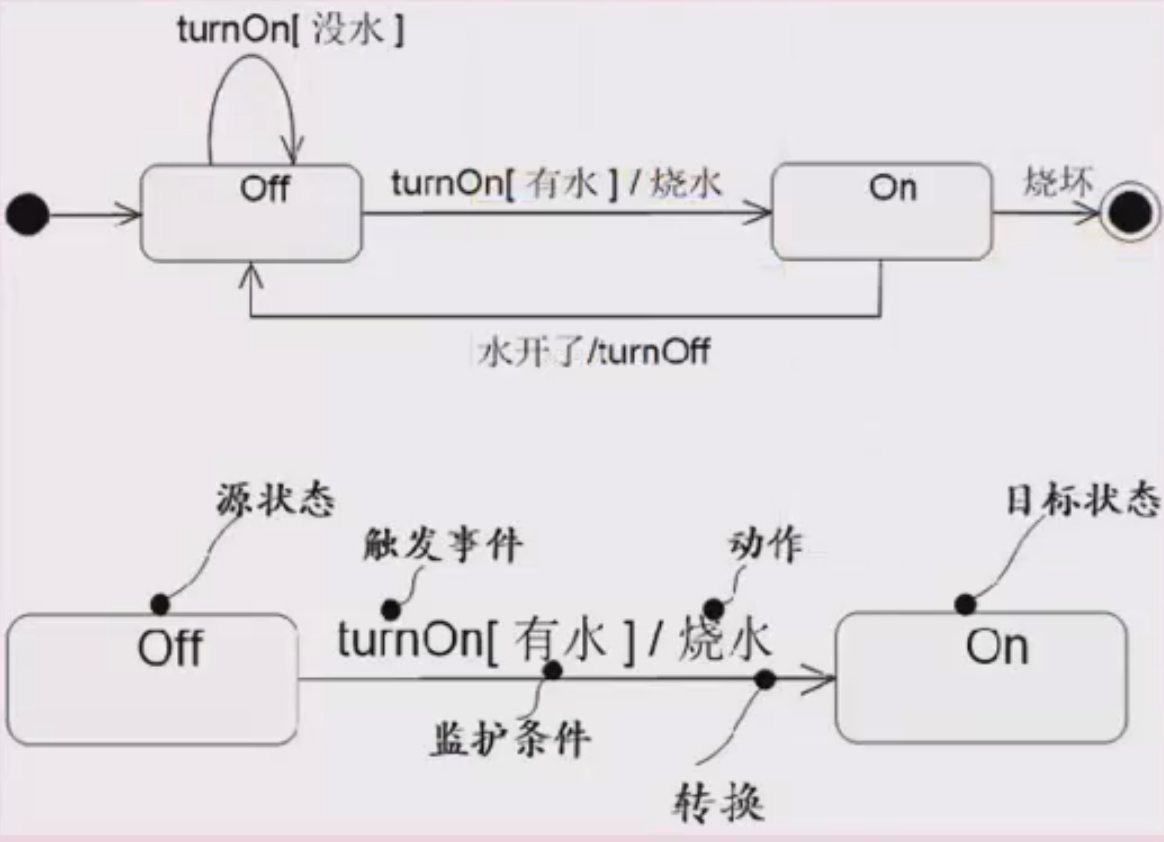 turnOn[ 没水 ]
Off
turnOn[ 有水 ] / 烧水
On
烧坏
水开了/turnOff
源状态
触发事件
动作
目标状态
Off
turnOn[ 有水 ] / 烧水
On
监护条件
转换